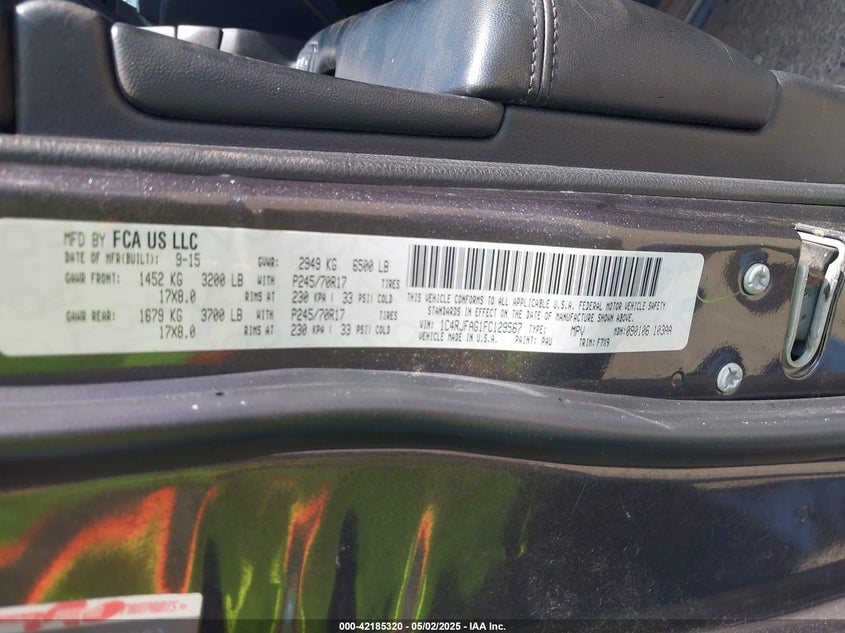 MFD BY FCA US LLC
DATE OF MFR(BUILT): 9-15 GVWR: 2949 KG 6500 LB
GAWR FRONT: 1452 KG 3200 LB WITH P245/70R17 TIRES
17X8.0 RIMS AT 230 KPA ( 33 PSI) COLD
GAWR REAR: 1679 KG 3700 LB WITH P245/70R17 TIRES
17X8.0 RIMS AT 230 KPA ( 33 PSI) COLD
THIS VEHICLE CONFORMS TO ALL APPLICABLE U.S.A. FEDERAL MOTOR VEHICLE SAFETY
STANDARDS IN EFFECT ON THE DATE OF MANUFACTURE SHOWN ABOVE.
VIN: 1C4RJFAG1FC129567 TYPE: MPV MDH:090106 103AA
VEHICLE MADE IN U.S.A. PAINT: PAU TRIM: F7X9
000-42185320 - 05/02/2025 - IAA Inc.